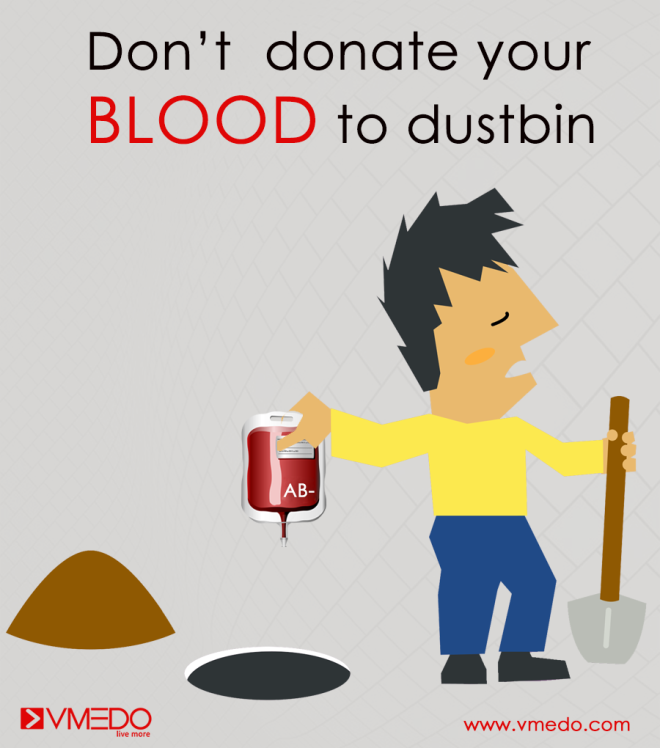 Don't donate your
BLOOD to dustbin
AB-
VMEDO
live more
www.vmedo.com